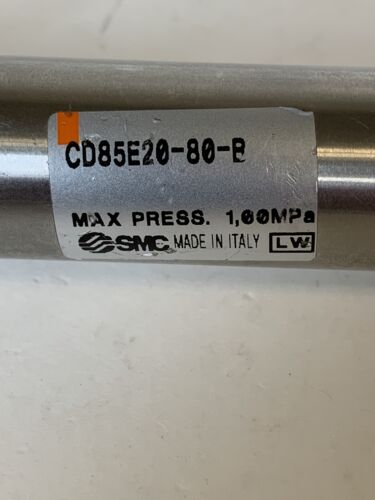 CD85E20-80-B
MAX PRESS. 1,00MPa
SMC MADE IN ITALY LW